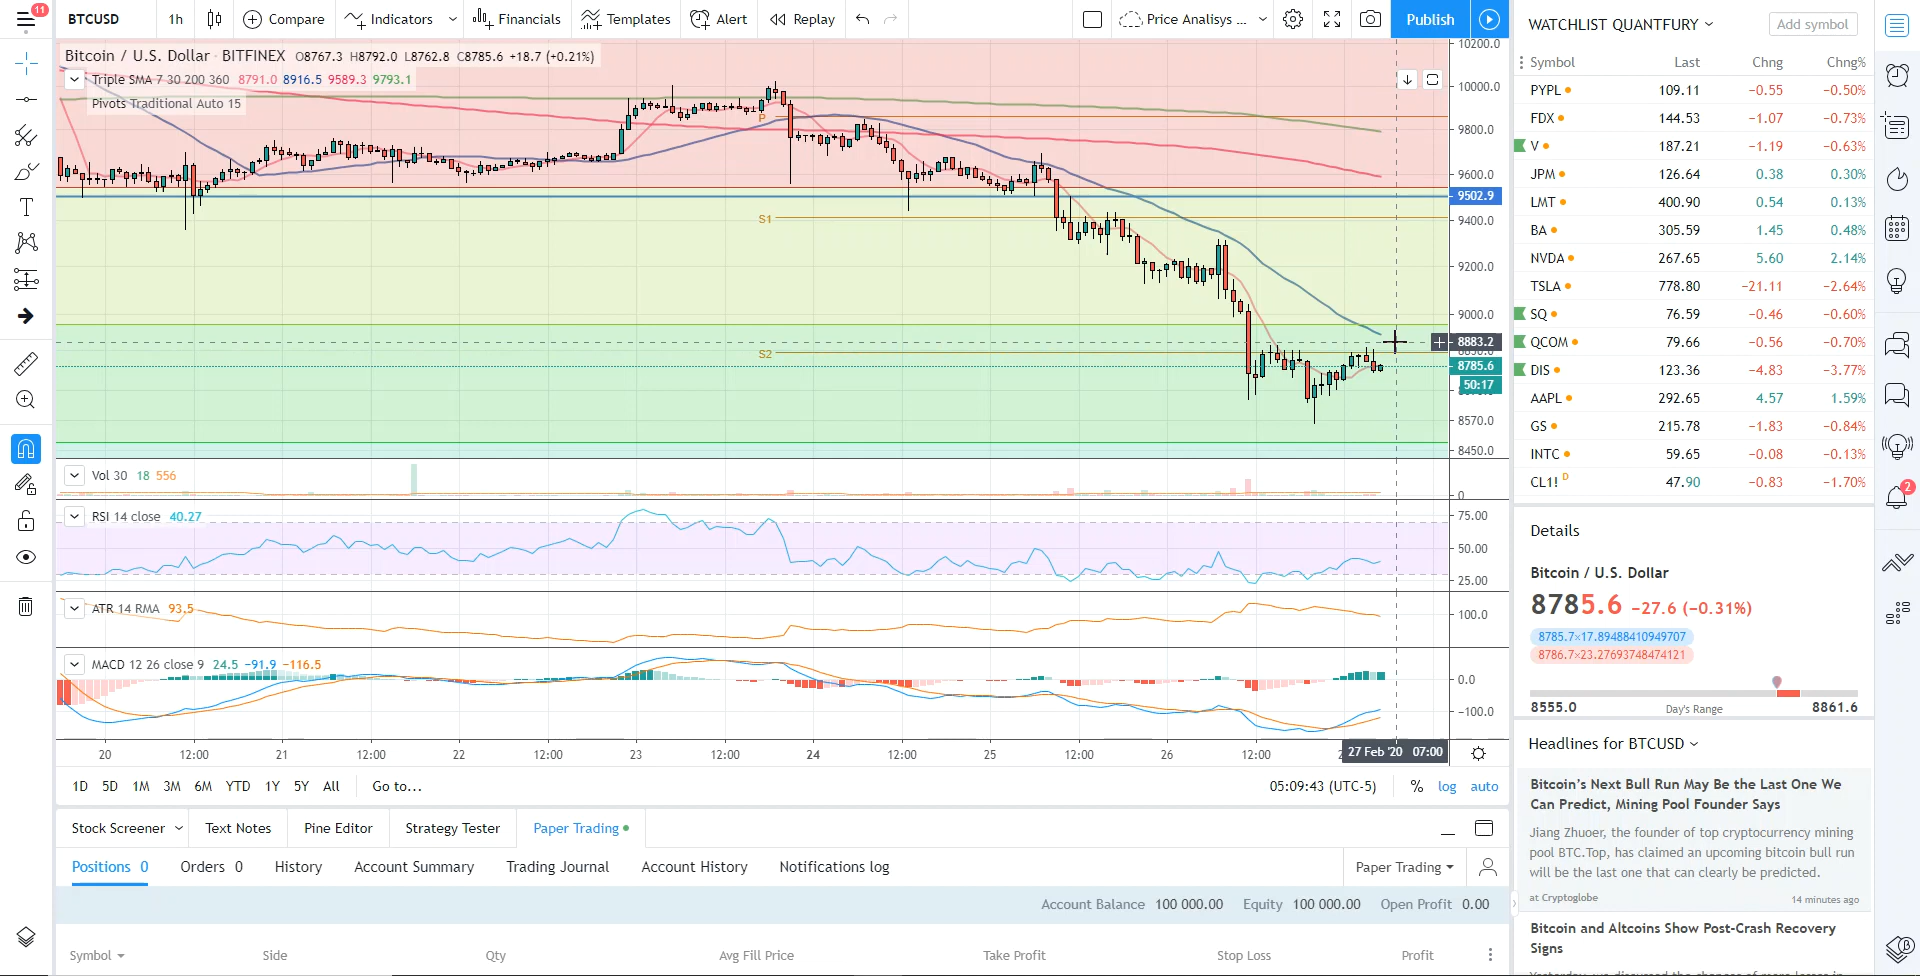 11
BTCUSD 1h Compare Indicators Financials Templates Alert Replay Price Analisys ... Publish
Bitcoin / U.S. Dollar · BITFINEX O8767.3 H8792.0 L8762.8 C8785.6 +18.7 (+0.21%)
Triple SMA 7 30 200 360 8791.0 8916.5 9589.3 9793.1
Pivots Traditional Auto 15
P
S1
S2
10200.0
10000.0
9800.0
9600.0
9502.9
9400.0
9200.0
9000.0
8883.2
8785.6
50:17
8570.0
8450.0
Vol 30 18 556
0
RSI 14 close 40.27
75.00
50.00
25.00
ATR 14 RMA 93.5
100.0
MACD 12 26 close 9 24.5 −91.9 −116.5
0.0
−100.0
20 12:00 21 12:00 22 12:00 23 12:00 24 12:00 25 12:00 26 12:00 27 Feb '20 07:00
1D 5D 1M 3M 6M YTD 1Y 5Y All Go to... 05:09:43 (UTC-5) % log auto
Stock Screener Text Notes Pine Editor Strategy Tester Paper Trading
Positions 0 Orders 0 History Account Summary Trading Journal Account History Notifications log Paper Trading
Account Balance 100 000.00 Equity 100 000.00 Open Profit 0.00
Symbol Side Qty Avg Fill Price Take Profit Stop Loss Profit
WATCHLIST QUANTFURY Add symbol
Symbol Last Chng Chng%
PYPL 109.11 −0.55 −0.50%
FDX 144.53 −1.07 −0.73%
V 187.21 −1.19 −0.63%
JPM 126.64 0.38 0.30%
LMT 400.90 0.54 0.13%
BA 305.59 1.45 0.48%
NVDA 267.65 5.60 2.14%
TSLA 778.80 −21.11 −2.64%
SQ 76.59 −0.46 −0.60%
QCOM 79.66 −0.56 −0.70%
DIS 123.36 −4.83 −3.77%
AAPL 292.65 4.57 1.59%
GS 215.78 −1.83 −0.84%
INTC 59.65 −0.08 −0.13%
CL1! D 47.90 −0.83 −1.70%
Details
Bitcoin / U.S. Dollar
8785.6 −27.6 (−0.31%)
8785.7×17.89488410949707
8786.7×23.27693748474121
8555.0 Day's Range 8861.6
Headlines for BTCUSD
Bitcoin's Next Bull Run May Be the Last One We
Can Predict, Mining Pool Founder Says
Jiang Zhuoer, the founder of top cryptocurrency mining
pool BTC.Top, has claimed an upcoming bitcoin bull run
will be the last one that can clearly be predicted.
at Cryptoglobe 14 minutes ago
Bitcoin and Altcoins Show Post-Crash Recovery
Signs
2